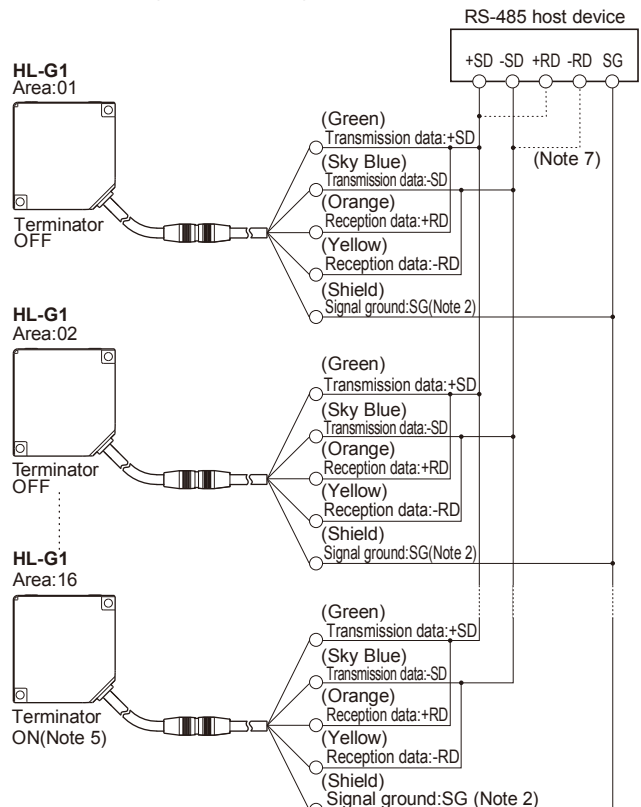 RS-485 host device
+SD -SD +RD -RD SG
(Note 7)
HL-G1
Area:01
Terminator
OFF
(Green)
Transmission data:+SD
(Sky Blue)
Transmission data:-SD
(Orange)
Reception data:+RD
(Yellow)
Reception data:-RD
(Shield)
Signal ground:SG(Note 2)
HL-G1
Area:02
Terminator
OFF
(Green)
Transmission data:+SD
(Sky Blue)
Transmission data:-SD
(Orange)
Reception data:+RD
(Yellow)
Reception data:-RD
(Shield)
Signal ground:SG(Note 2)
HL-G1
Area:16
Terminator
ON(Note 5)
(Green)
Transmission data:+SD
(Sky Blue)
Transmission data:-SD
(Orange)
Reception data:+RD
(Yellow)
Reception data:-RD
(Shield)
Signal ground:SG (Note 2)